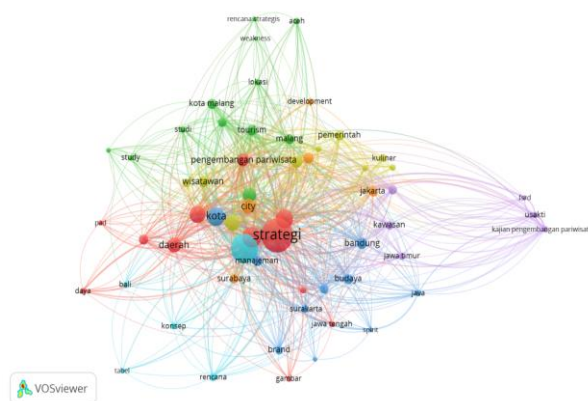 rencana strategis
aceh
weakness
lokasi
development
kota malang
studi
tourism
malang
pemerintah
study
pengembangan pariwisata
kuliner
wisatawan
jakarta
city
kota
pad
strategi
kawasan
usakti
kajian pengembangan pariwisata
daerah
bandung
manajemen
jawa timur
daya
bali
surabaya
budaya
jawa
surakarta
konsep
jawa tengah
spirit
brand
tabel
rencana
gambar
VOSviewer